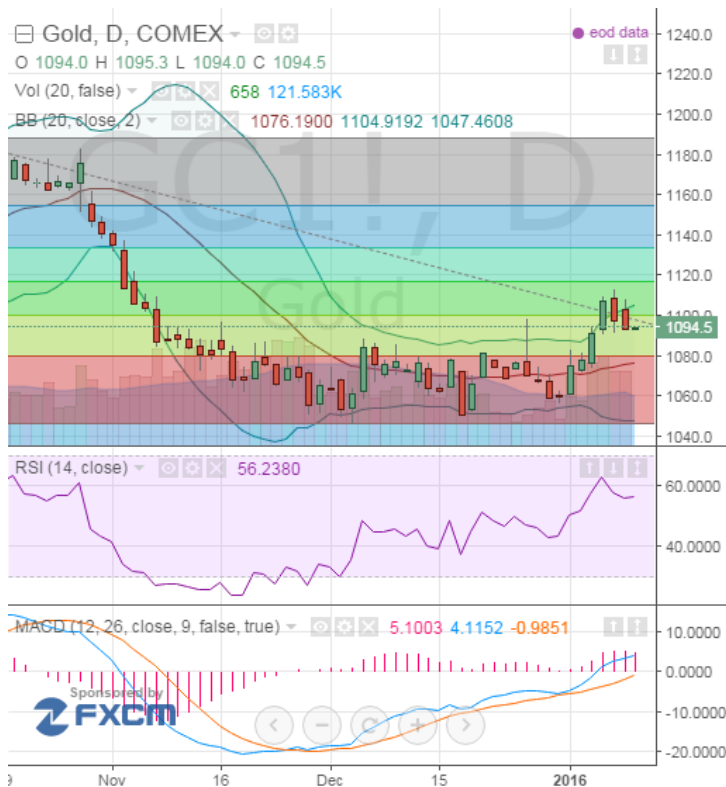 Gold, D, COMEX
eod data
O 1094.0 H 1095.3 L 1094.0 C 1094.5
Vol (20, false) 658 121.583K
BB (20, close, 2) 1076.1900 1104.9192 1047.4608
GC1!, D
Gold
1240.0
1220.0
1200.0
1180.0
1160.0
1140.0
1120.0
1100.0
1094.5
1080.0
1060.0
1040.0
RSI (14, close) 56.2380
60.0000
40.0000
MACD (12, 26, close, 9, false, true) 5.1003 4.1152 -0.9851
10.0000
0.0000
-10.0000
-20.0000
Sponsored by
FXCM
9 Nov 16 Dec 15 2016